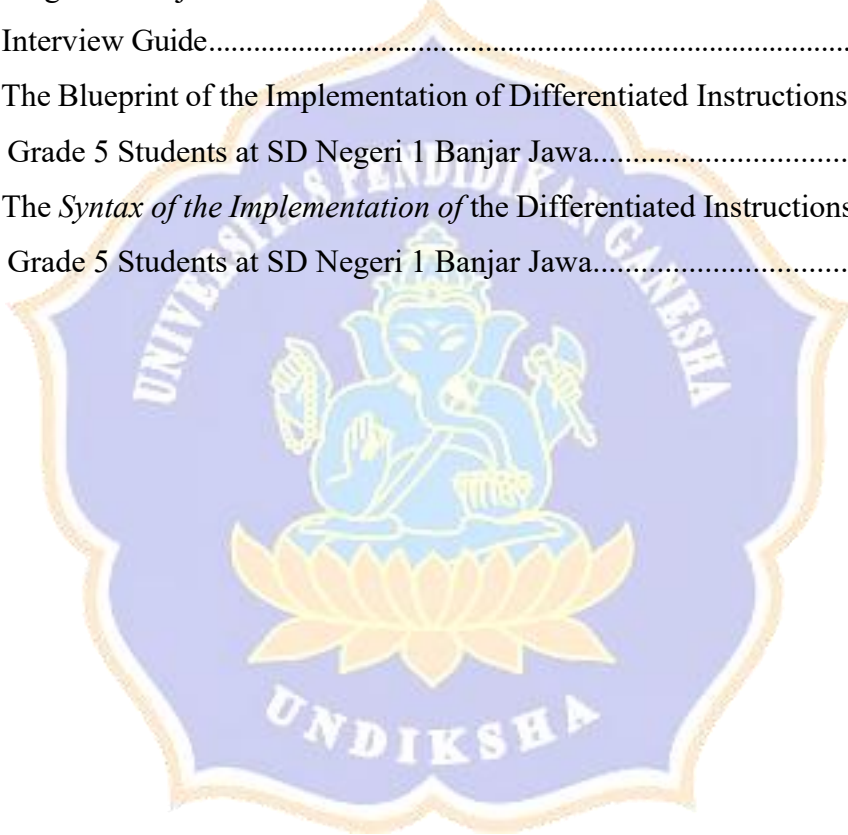 Interview Guide....................................................................................
The Blueprint of the Implementation of Differentiated Instructions
Grade 5 Students at SD Negeri 1 Banjar Jawa..................................
The Syntax of the Implementation of the Differentiated Instructions
Grade 5 Students at SD Negeri 1 Banjar Jawa..................................
UNIVERSITAS PENDIDIKAN GANESHA
UNDIKSHA